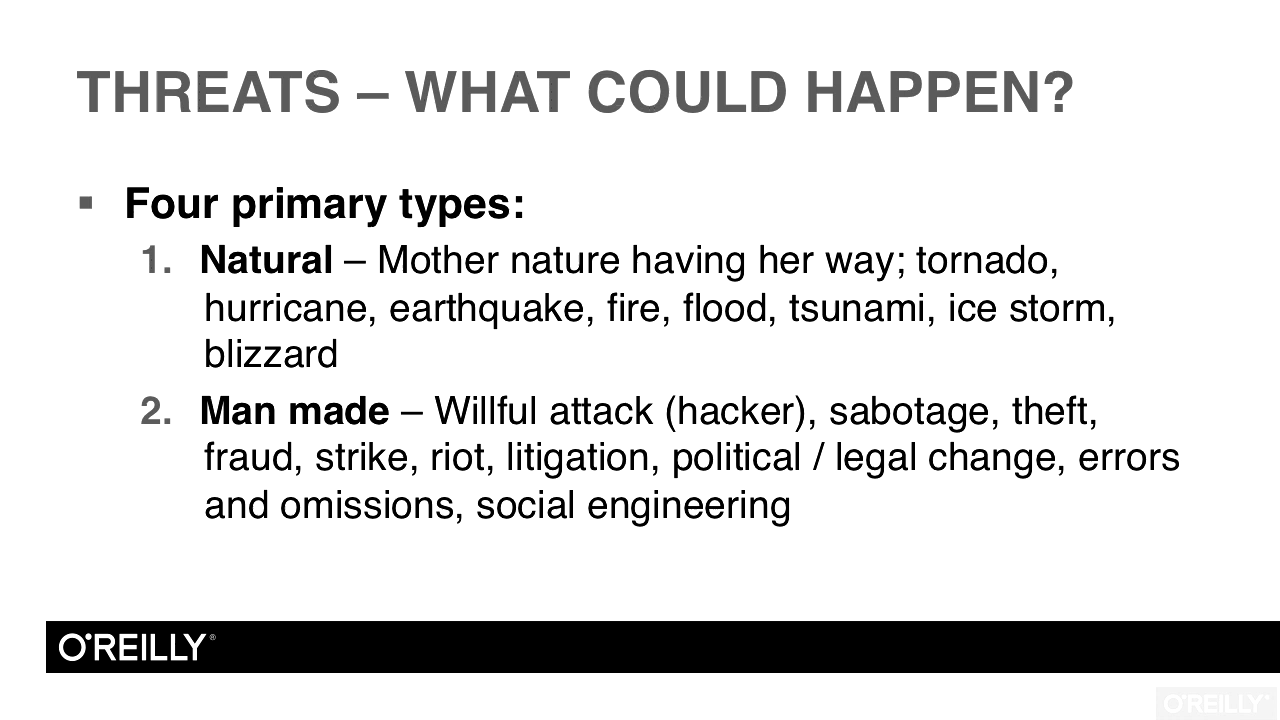 THREATS – WHAT COULD HAPPEN?
▪ Four primary types:
1. Natural – Mother nature having her way; tornado,
hurricane, earthquake, fire, flood, tsunami, ice storm,
blizzard
2. Man made – Willful attack (hacker), sabotage, theft,
fraud, strike, riot, litigation, political / legal change, errors
and omissions, social engineering
O'REILLY®
O'REILLY®